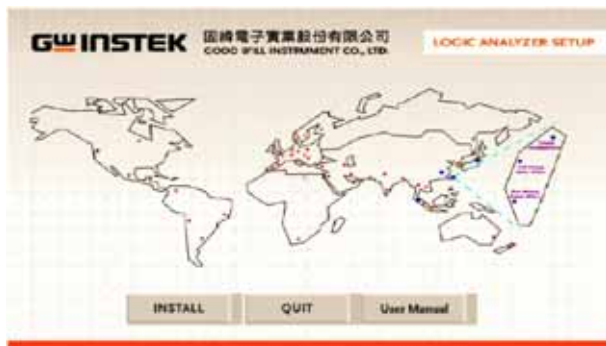 GW INSTEK
固緯電子實業股份有限公司
GOOD WILL INSTRUMENT CO., LTD.
LOGIC ANALYZER SETUP
INSTALL
QUIT
User Manual